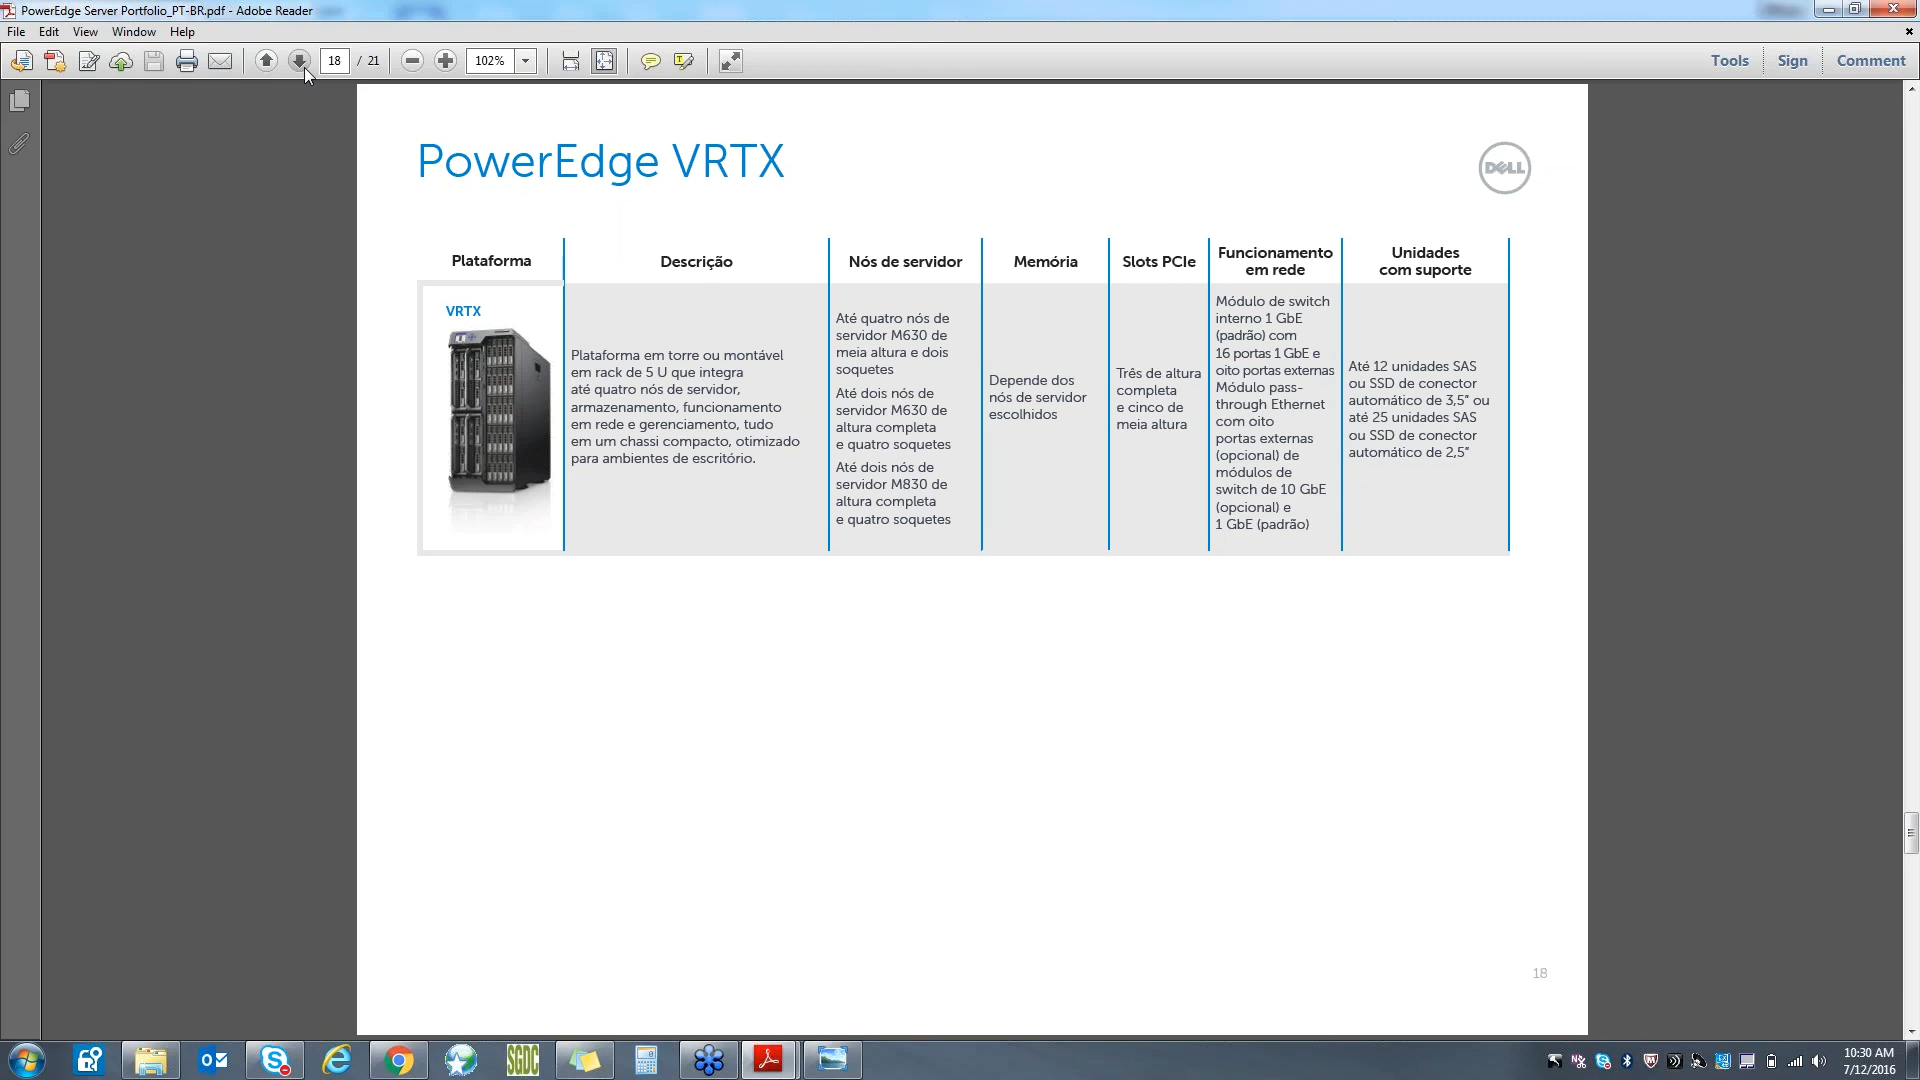 PowerEdge Server Portfolio_PT-BR.pdf - Adobe Reader
File Edit View Window Help
18 / 21
102%
Tools Sign Comment
PowerEdge VRTX
DELL
Plataforma
Descrição
Nós de servidor
Memória
Slots PCIe
Funcionamento
em rede
Unidades
com suporte
VRTX
Plataforma em torre ou montável
em rack de 5 U que integra
até quatro nós de servidor,
armazenamento, funcionamento
em rede e gerenciamento, tudo
em um chassi compacto, otimizado
para ambientes de escritório.
Até quatro nós de
servidor M630 de
meia altura e dois
soquetes
Até dois nós de
servidor M630 de
altura completa
e quatro soquetes
Até dois nós de
servidor M830 de
altura completa
e quatro soquetes
Depende dos
nós de servidor
escolhidos
Três de altura
completa
e cinco de
meia altura
Módulo de switch
interno 1 GbE
(padrão) com
16 portas 1 GbE e
oito portas externas
Módulo pass-
through Ethernet
com oito
portas externas
(opcional) de
módulos de
switch de 10 GbE
(opcional) e
1 GbE (padrão)
Até 12 unidades SAS
ou SSD de conector
automático de 3,5" ou
até 25 unidades SAS
ou SSD de conector
automático de 2,5"
18
SGDC
10:30 AM
7/12/2016